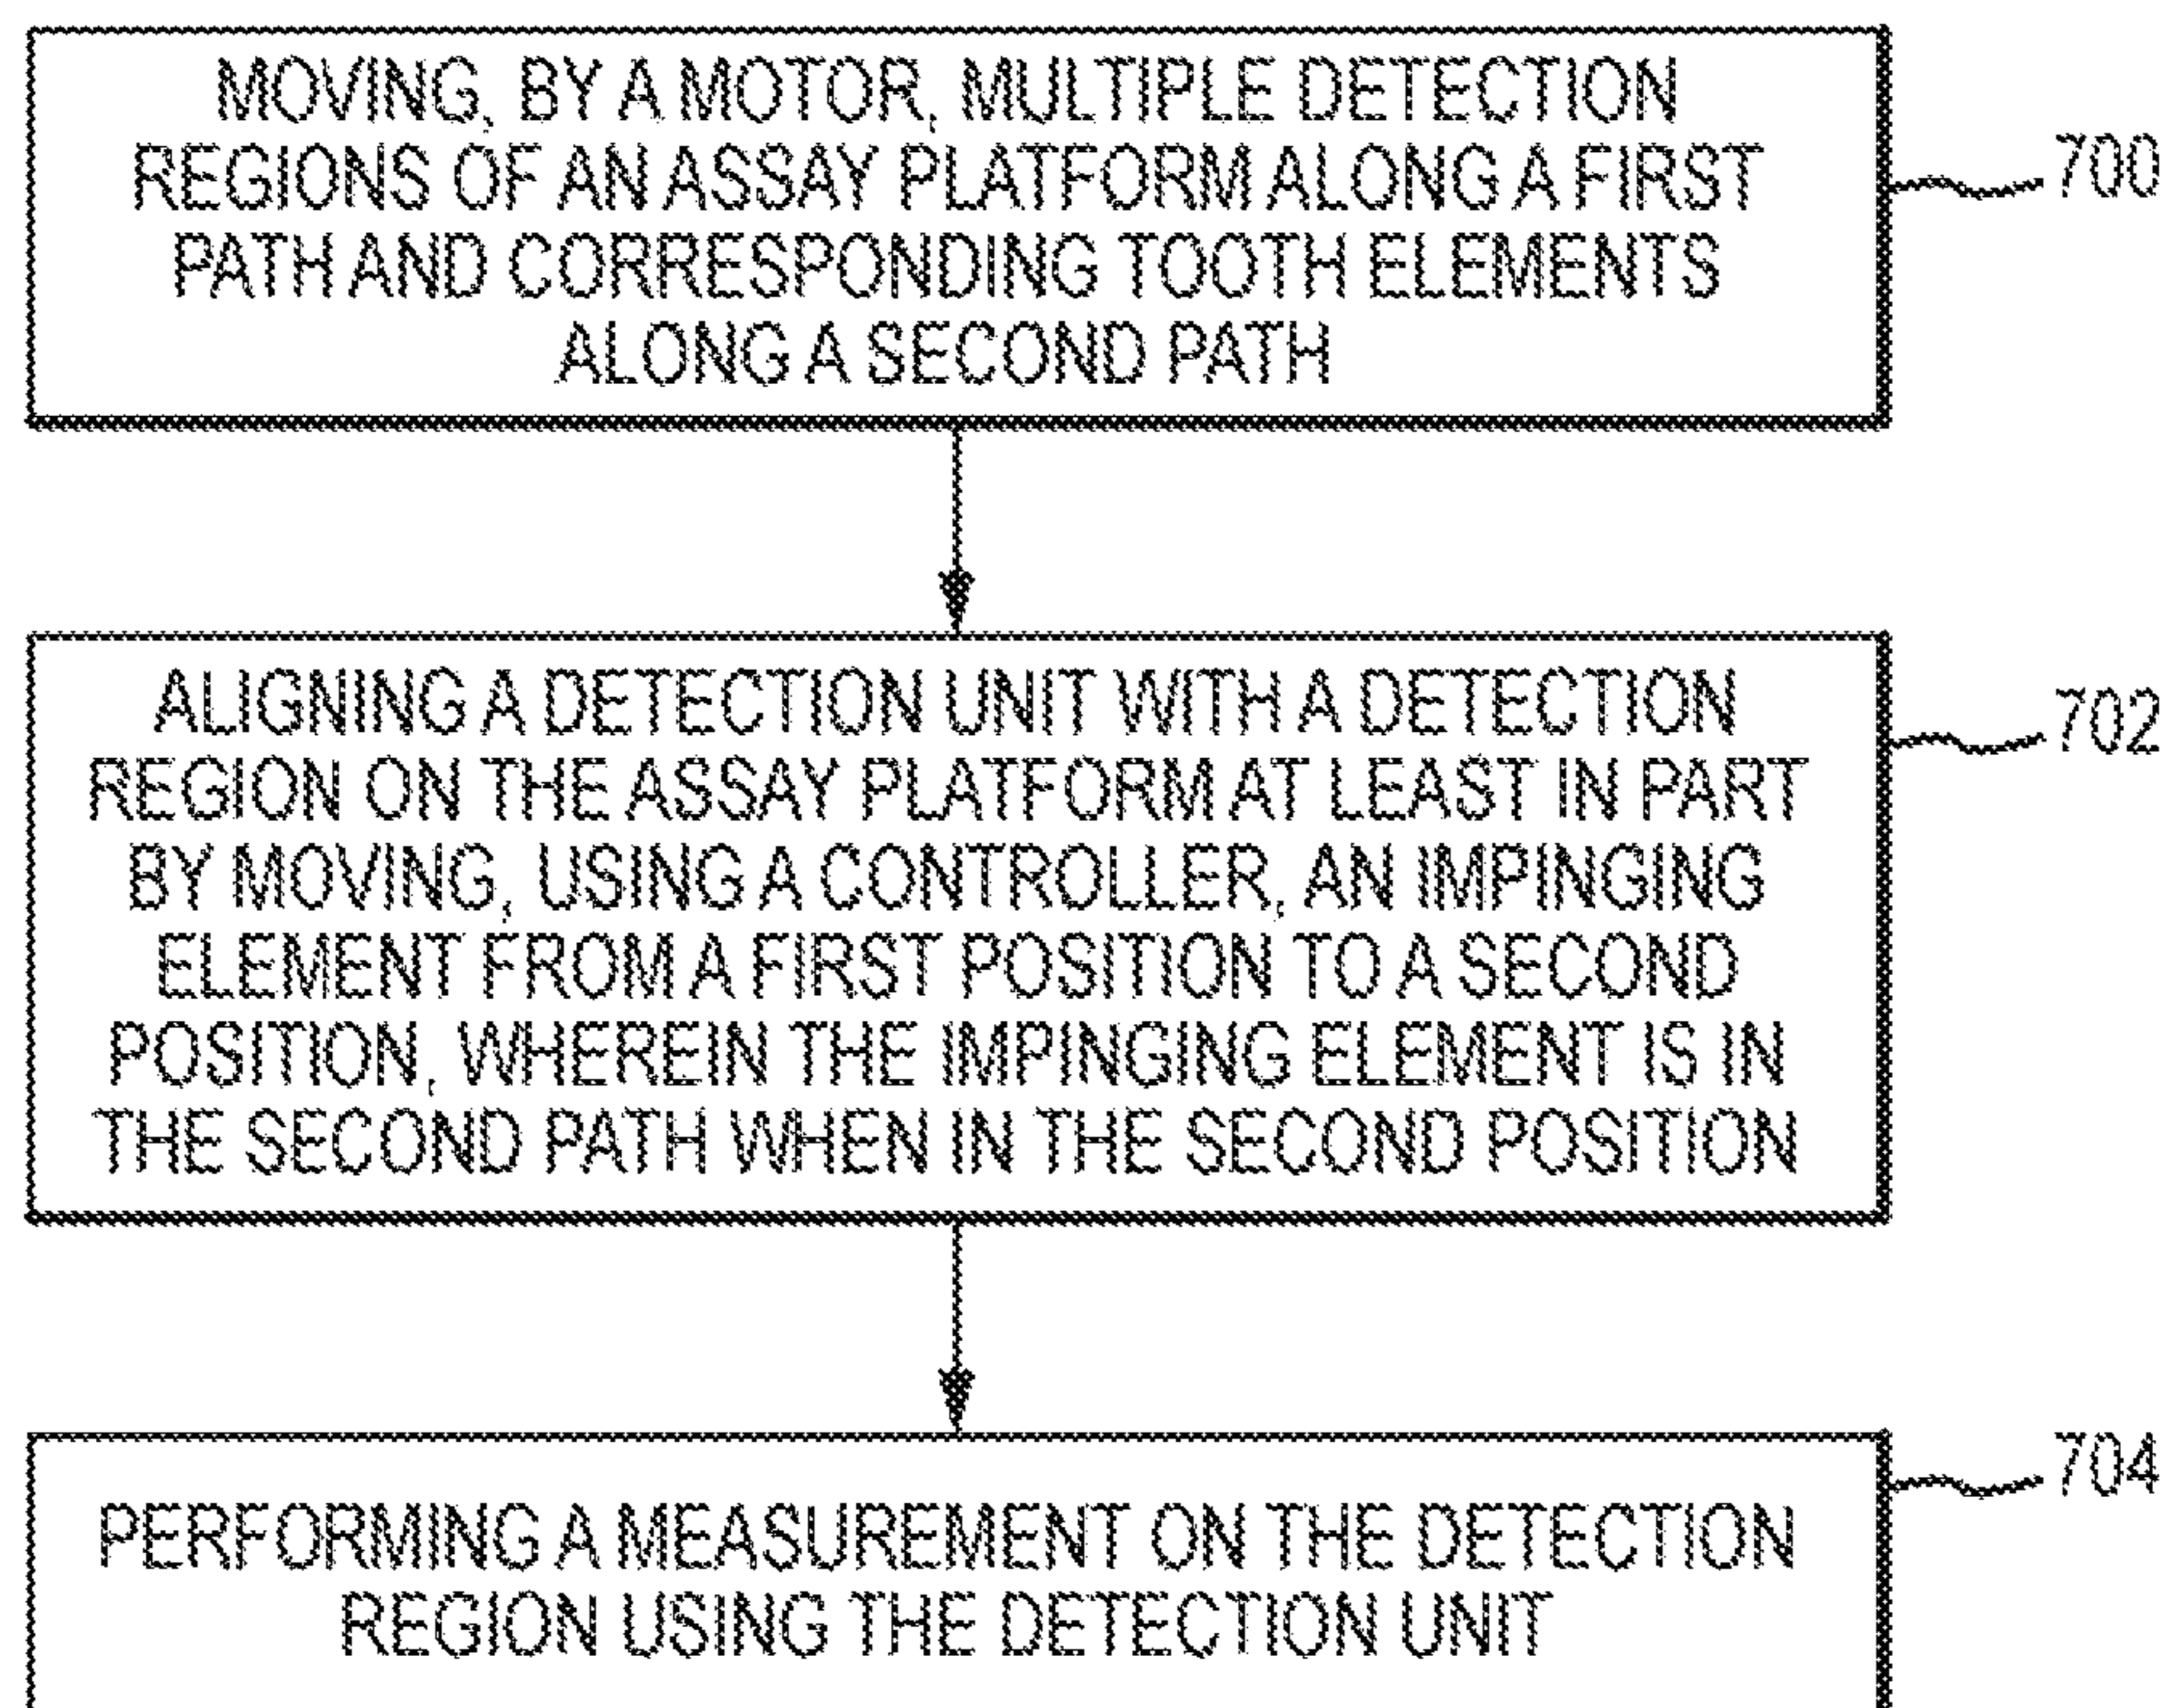 MOVING, BY A MOTOR, MULTIPLE DETECTION
REGIONS OF AN ASSAY PLATFORM ALONG A FIRST
PATH AND CORRESPONDING TOOTH ELEMENTS
ALONG A SECOND PATH
700
ALIGNING A DETECTION UNIT WITH A DETECTION
REGION ON THE ASSAY PLATFORM AT LEAST IN PART
BY MOVING, USING A CONTROLLER, AN IMPINGING
ELEMENT FROM A FIRST POSITION TO A SECOND
POSITION, WHEREIN THE IMPINGING ELEMENT IS IN
THE SECOND PATH WHEN IN THE SECOND POSITION
702
PERFORMING A MEASUREMENT ON THE DETECTION
REGION USING THE DETECTION UNIT
704